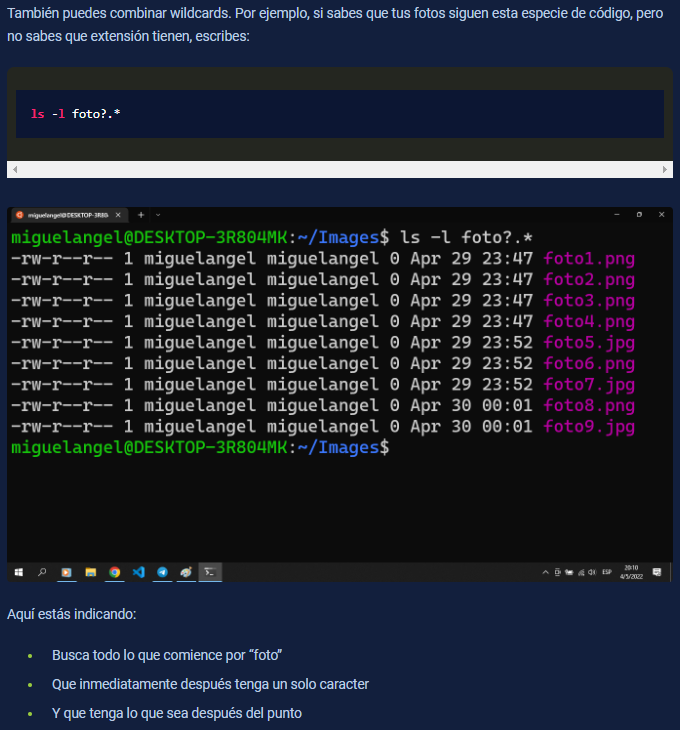 También puedes combinar wildcards. Por ejemplo, si sabes que tus fotos siguen esta especie de código, pero
no sabes que extensión tienen, escribes:
ls -l foto?.*
miguelangel@DESKTOP-3R80
miguelangel@DESKTOP-3R804MK:~/Images$ ls -l foto?.*
-rw-r--r-- 1 miguelangel miguelangel 0 Apr 29 23:47 foto1.png
-rw-r--r-- 1 miguelangel miguelangel 0 Apr 29 23:47 foto2.png
-rw-r--r-- 1 miguelangel miguelangel 0 Apr 29 23:47 foto3.png
-rw-r--r-- 1 miguelangel miguelangel 0 Apr 29 23:47 foto4.png
-rw-r--r-- 1 miguelangel miguelangel 0 Apr 29 23:52 foto5.jpg
-rw-r--r-- 1 miguelangel miguelangel 0 Apr 29 23:52 foto6.png
-rw-r--r-- 1 miguelangel miguelangel 0 Apr 29 23:52 foto7.jpg
-rw-r--r-- 1 miguelangel miguelangel 0 Apr 30 00:01 foto8.png
-rw-r--r-- 1 miguelangel miguelangel 0 Apr 30 00:01 foto9.jpg
miguelangel@DESKTOP-3R804MK:~/Images$
ESP
20:10
4/5/2022
Aquí estás indicando:
• Busca todo lo que comience por “foto”
• Que inmediatamente después tenga un solo caracter
• Y que tenga lo que sea después del punto